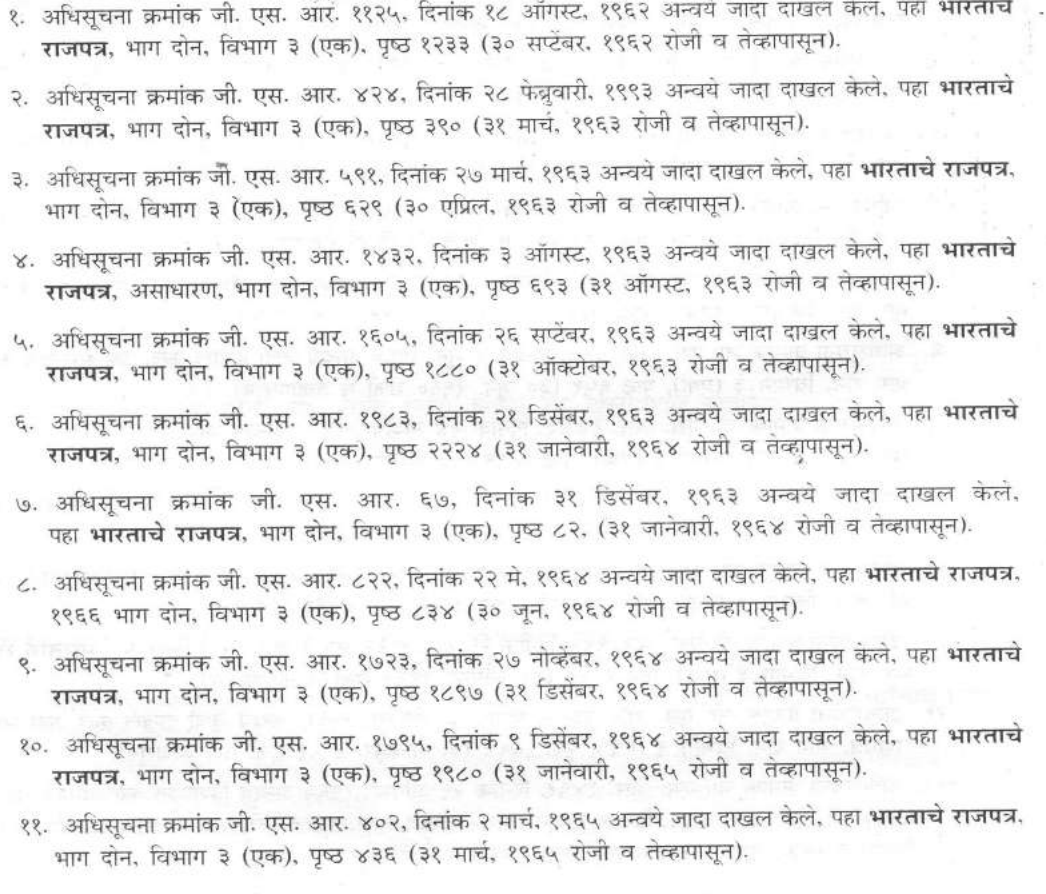 १. अधिसूचना क्रमांक जी. एस. आर. ११२५, दिनांक १८ ऑगस्ट, १९६२ अन्वये जादा दाखल केले, पहा भारताचे
राजपत्र, भाग दोन, विभाग ३ (एक), पृष्ठ १२३३ (३० सप्टेंबर, १९६२ रोजी व तेव्हापासून).
२. अधिसूचना क्रमांक जी. एस. आर. ४२४, दिनांक २८ फेब्रुवारी, १९९३ अन्वये जादा दाखल केले, पहा भारताचे
राजपत्र, भाग दोन, विभाग ३ (एक), पृष्ठ ३९० (३१ मार्च, १९६३ रोजी व तेव्हापासून).
३. अधिसूचना क्रमांक जी. एस. आर. ५९१, दिनांक २७ मार्च, १९६३ अन्वये जादा दाखल केले, पहा भारताचे राजपत्र,
भाग दोन, विभाग ३ (एक), पृष्ठ ६२९ (३० एप्रिल, १९६३ रोजी व तेव्हापासून).
४. अधिसूचना क्रमांक जी. एस. आर. १४३२, दिनांक ३ ऑगस्ट, १९६३ अन्वये जादा दाखल केले, पहा भारताचे
राजपत्र, असाधारण, भाग दोन, विभाग ३ (एक), पृष्ठ ६९३ (३१ ऑगस्ट, १९६३ रोजी व तेव्हापासून).
५. अधिसूचना क्रमांक जी. एस. आर. १६०५, दिनांक २६ सप्टेंबर, १९६३ अन्वये जादा दाखल केले, पहा भारताचे
राजपत्र, भाग दोन, विभाग ३ (एक), पृष्ठ १८८० (३१ ऑक्टोबर, १९६३ रोजी व तेव्हापासून).
६. अधिसूचना क्रमांक जी. एस. आर. १९८३, दिनांक २१ डिसेंबर, १९६३ अन्वये जादा दाखल केले, पहा भारताचे
राजपत्र, भाग दोन, विभाग ३ (एक), पृष्ठ २२२४ (३१ जानेवारी, १९६४ रोजी व तेव्हापासून).
७. अधिसूचना क्रमांक जी. एस. आर. ६७, दिनांक ३१ डिसेंबर, १९६३ अन्वये जादा दाखल केले,
पहा भारताचे राजपत्र, भाग दोन, विभाग ३ (एक), पृष्ठ ८२, (३१ जानेवारी, १९६४ रोजी व तेव्हापासून).
८. अधिसूचना क्रमांक जी. एस. आर. ८२२, दिनांक २२ मे, १९६४ अन्वये जादा दाखल केले, पहा भारताचे राजपत्र,
१९६६ भाग दोन, विभाग ३ (एक), पृष्ठ ८३४ (३० जून, १९६४ रोजी व तेव्हापासून).
९. अधिसूचना क्रमांक जी. एस. आर. १७२३, दिनांक २७ नोव्हेंबर, १९६४ अन्वये जादा दाखल केले, पहा भारताचे
राजपत्र, भाग दोन, विभाग ३ (एक), पृष्ठ १८९७ (३१ डिसेंबर, १९६४ रोजी व तेव्हापासून).
१०. अधिसूचना क्रमांक जी. एस. आर. १७९५, दिनांक ९ डिसेंबर, १९६४ अन्वये जादा दाखल केले, पहा भारताचे
राजपत्र, भाग दोन, विभाग ३ (एक), पृष्ठ १९८० (३१ जानेवारी, १९६५ रोजी व तेव्हापासून).
११. अधिसूचना क्रमांक जी. एस. आर. ४०२, दिनांक २ मार्च, १९६५ अन्वये जादा दाखल केले, पहा भारताचे राजपत्र,
भाग दोन, विभाग ३ (एक), पृष्ठ ४३६ (३१ मार्च, १९६५ रोजी व तेव्हापासून).